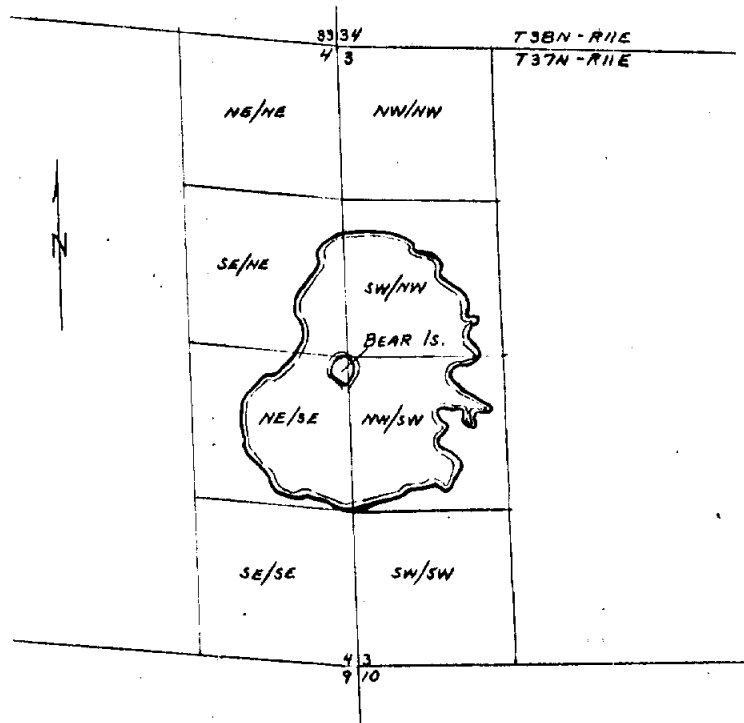 33 34 T38N-R11E
4 3 T37N-R11E
NE/NE NW/NW
N
SE/NE
SW/NW
BEAR IS.
NE/SE NW/SW
SE/SE SW/SW
4 3
9 10